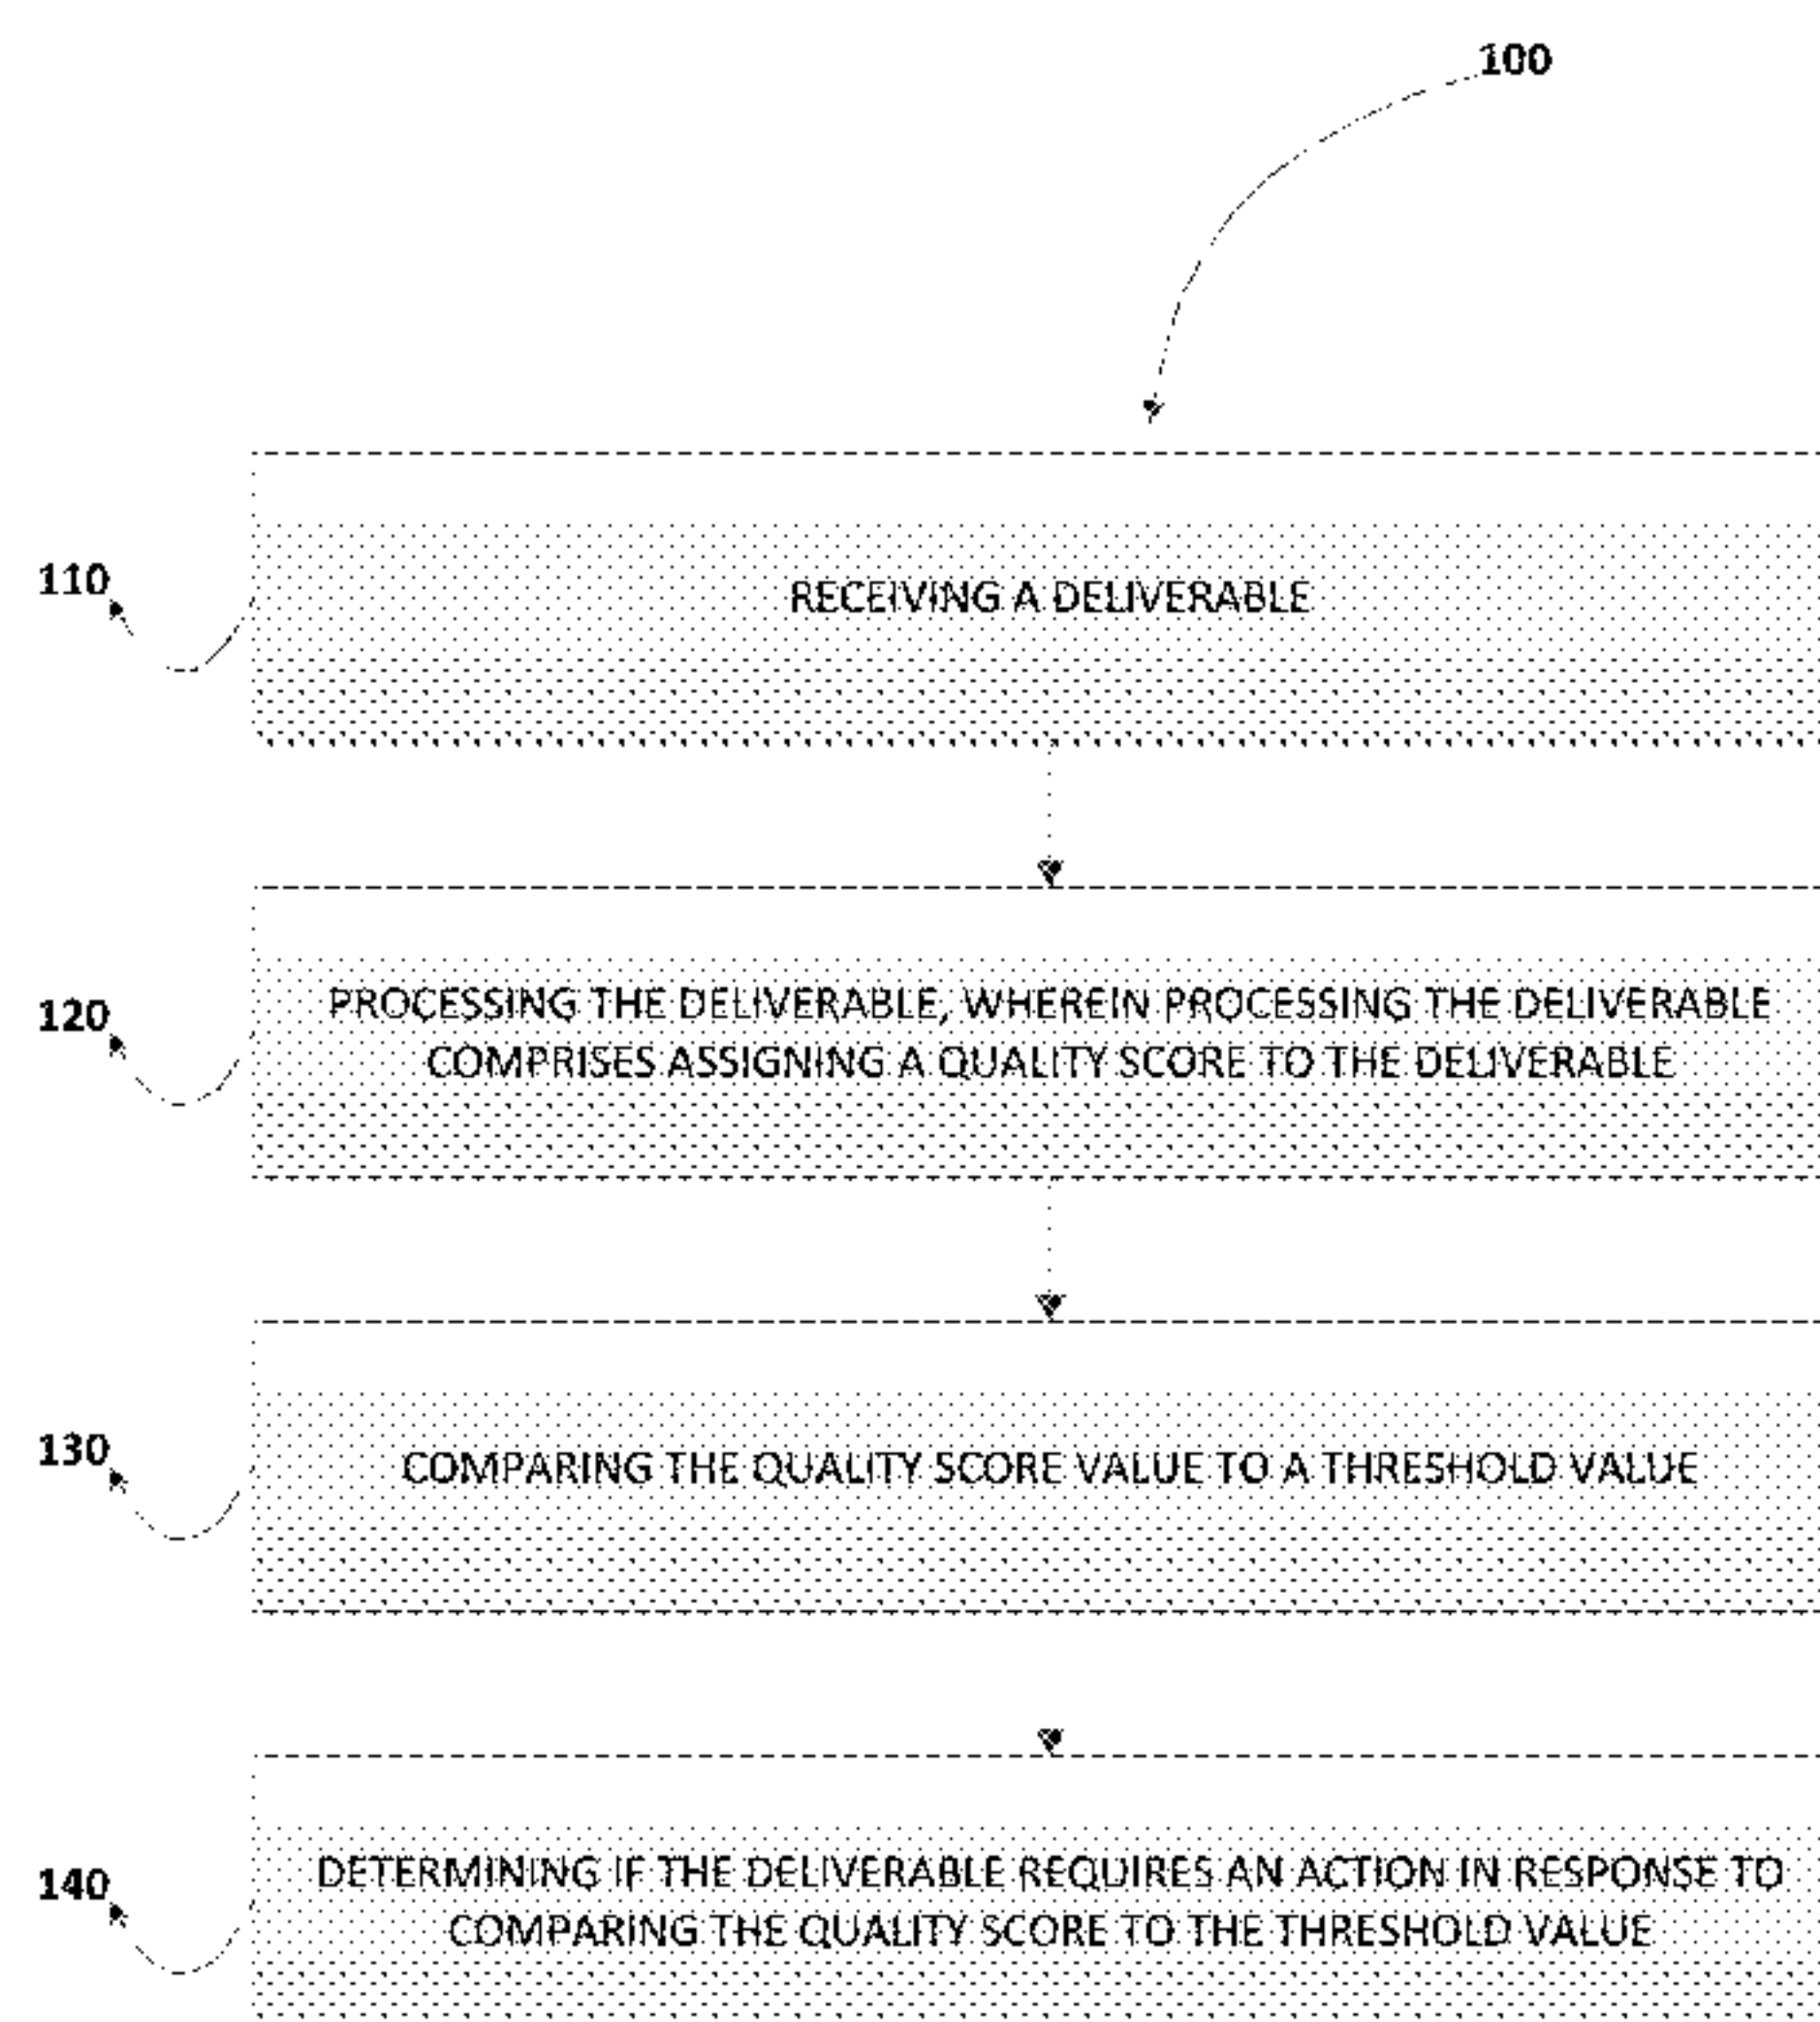 100
110
RECEIVING A DELIVERABLE
120
PROCESSING THE DELIVERABLE, WHEREIN PROCESSING THE DELIVERABLE
COMPRISES ASSIGNING A QUALITY SCORE TO THE DELIVERABLE
130
COMPARING THE QUALITY SCORE VALUE TO A THRESHOLD VALUE
140
DETERMINING IF THE DELIVERABLE REQUIRES AN ACTION IN RESPONSE TO
COMPARING THE QUALITY SCORE TO THE THRESHOLD VALUE